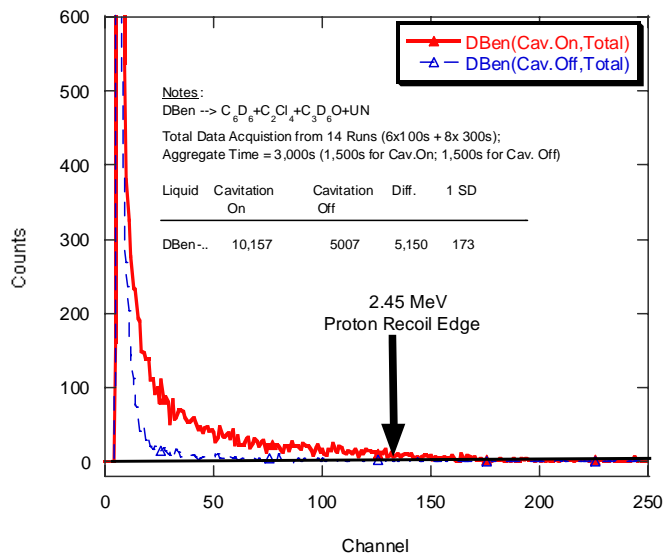 600
500
400
300
200
100
0
Counts
DBen(Cav.On,Total)
DBen(Cav.Off,Total)
Notes:
DBen --> C6D6+C2Cl4+C3D6O+UN
Total Data Acquistion from 14 Runs (6x100s + 8x 300s);
Aggregate Time = 3,000s (1,500s for Cav.On; 1,500s for Cav. Off)
Liquid Cavitation Cavitation Diff. 1 SD
On Off
DBen-.. 10,157 5007 5,150 173
2.45 MeV
Proton Recoil Edge
0 50 100 150 200 250
Channel